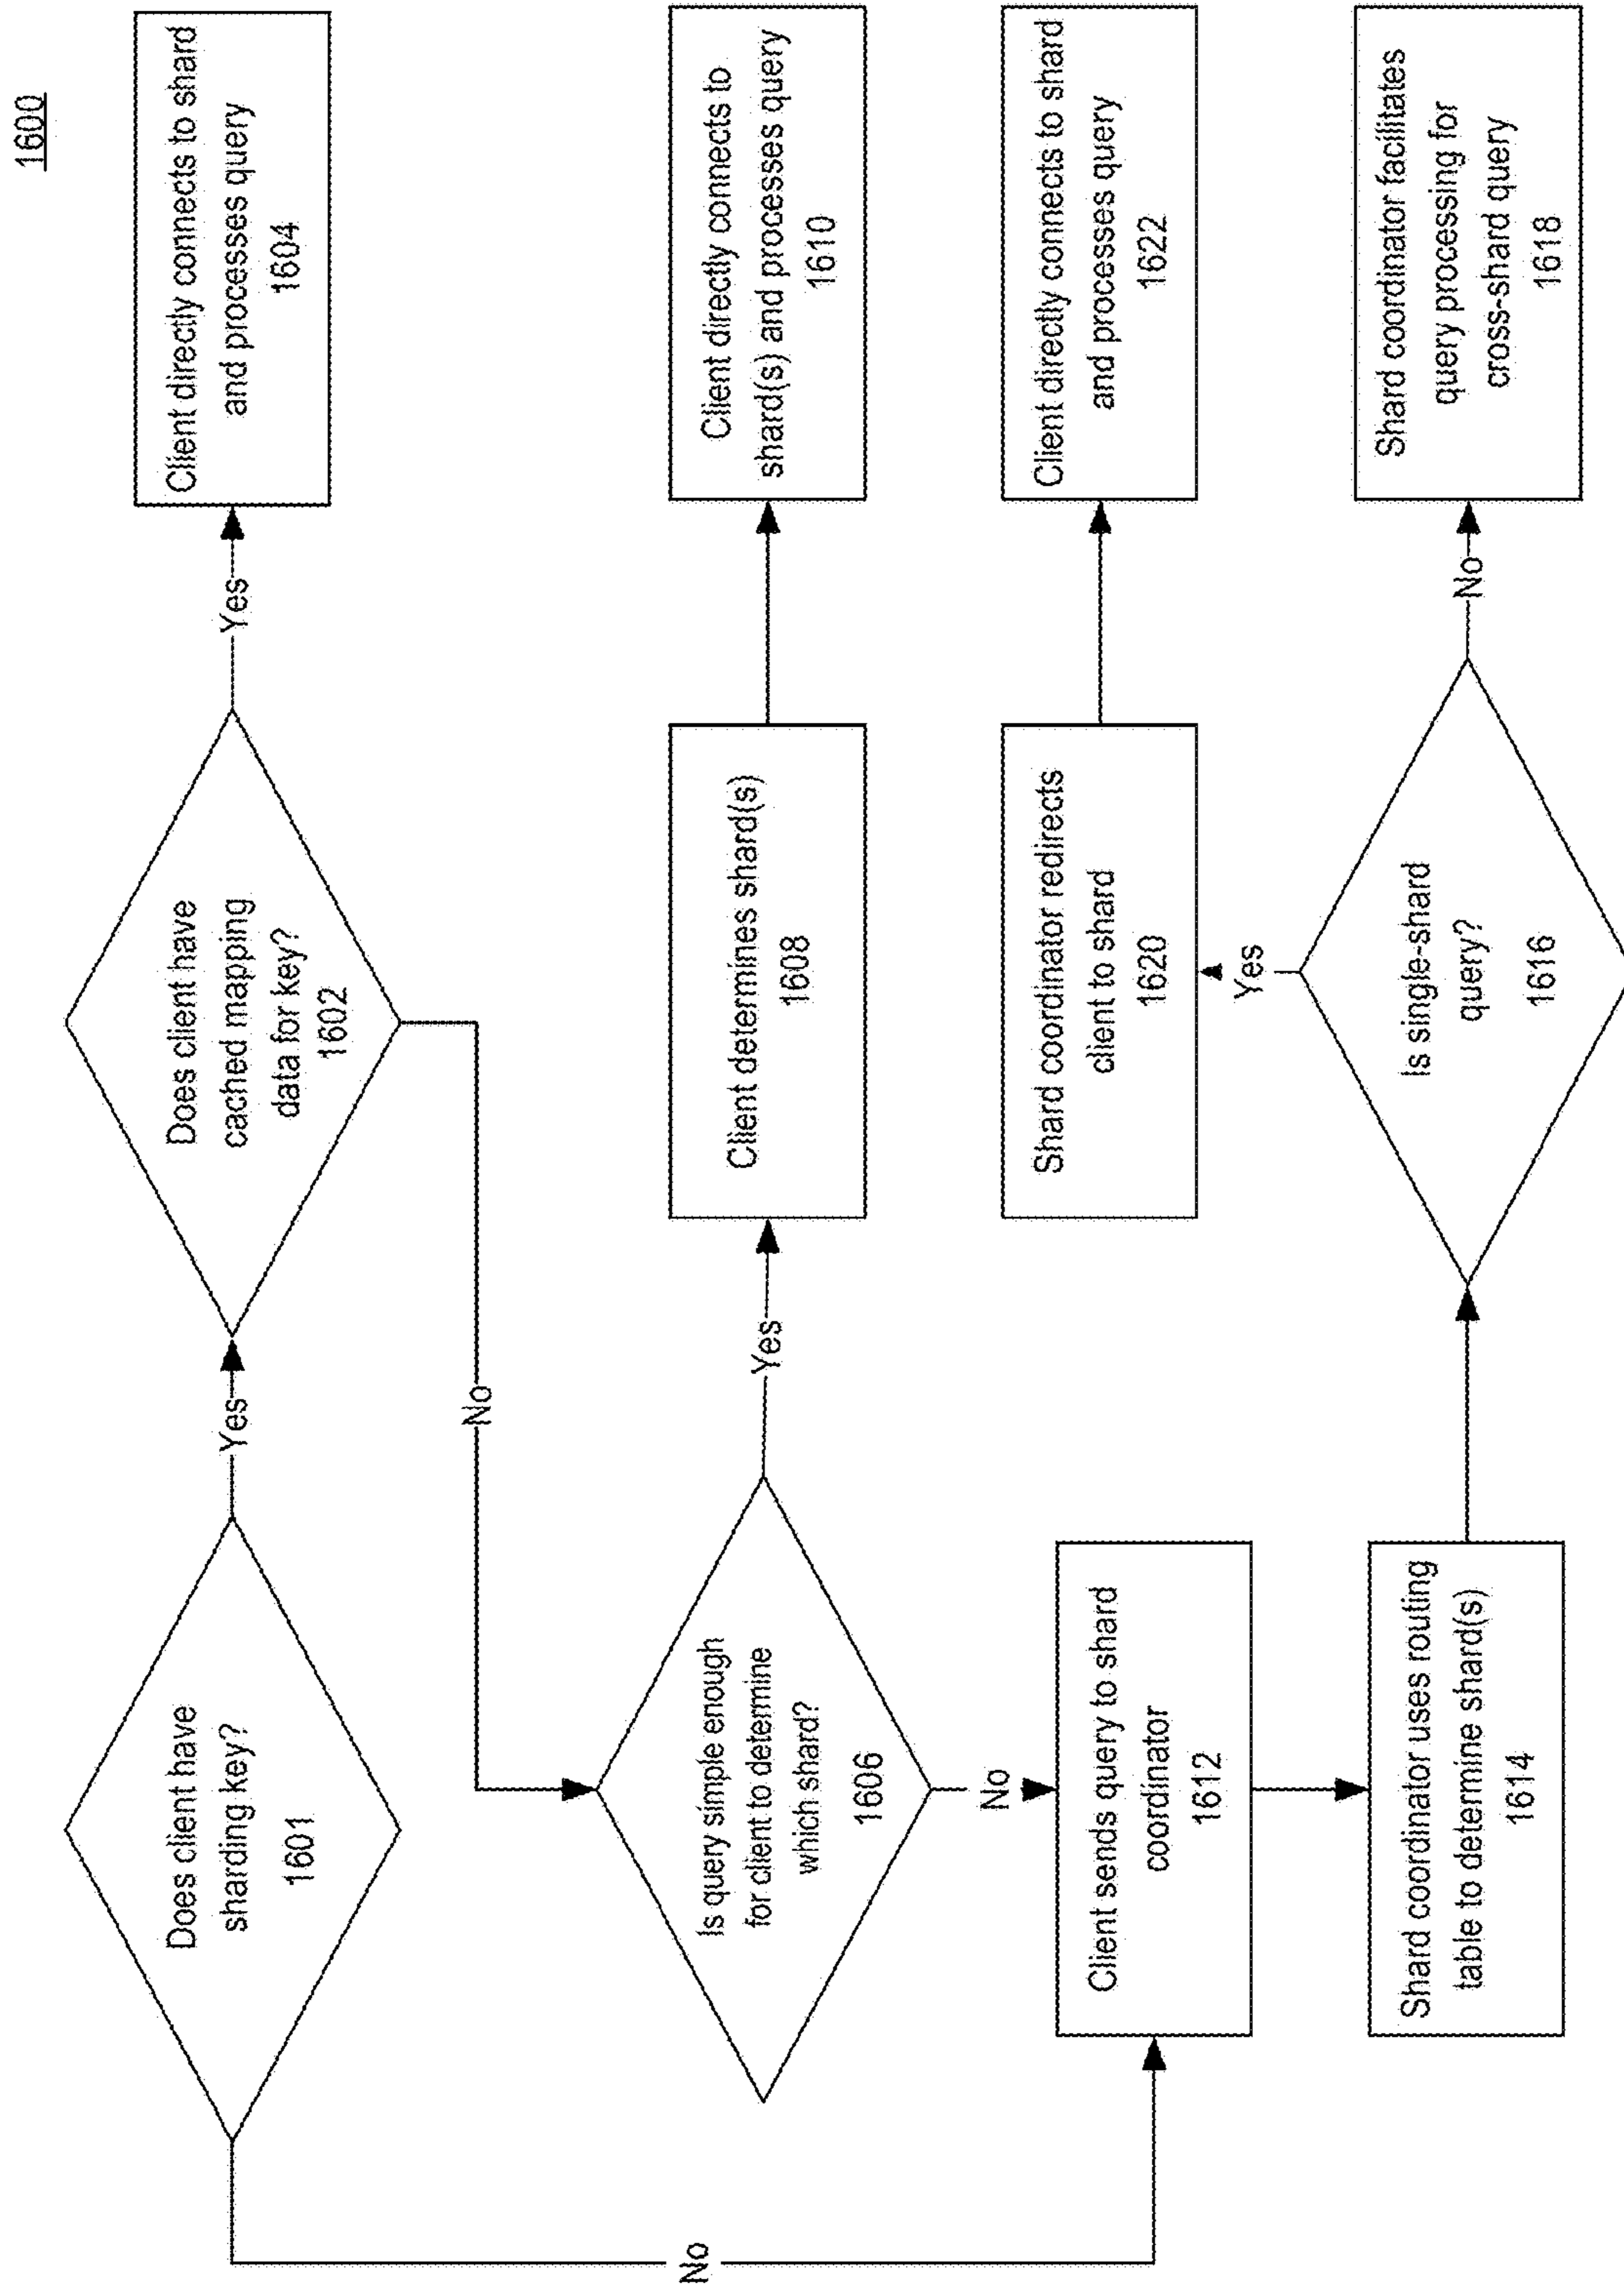 1600
Does client have
sharding key?
1601
Yes
Does client have
cached mapping
data for key?
1602
Yes
Client directly connects to shard
and processes query
1604
No
No
Is query simple enough
for client to determine
which shard?
1606
Yes
Client determines shard(s)
1608
Client directly connects to
shard(s) and processes query
1610
No
Client sends query to shard
coordinator
1612
Shard coordinator redirects
client to shard
1620
Client directly connects to shard
and processes query
1622
Yes
Shard coordinator uses routing
table to determine shard(s)
1614
Is single-shard
query?
1616
No
Shard coordinator facilitates
query processing for
cross-shard query
1618